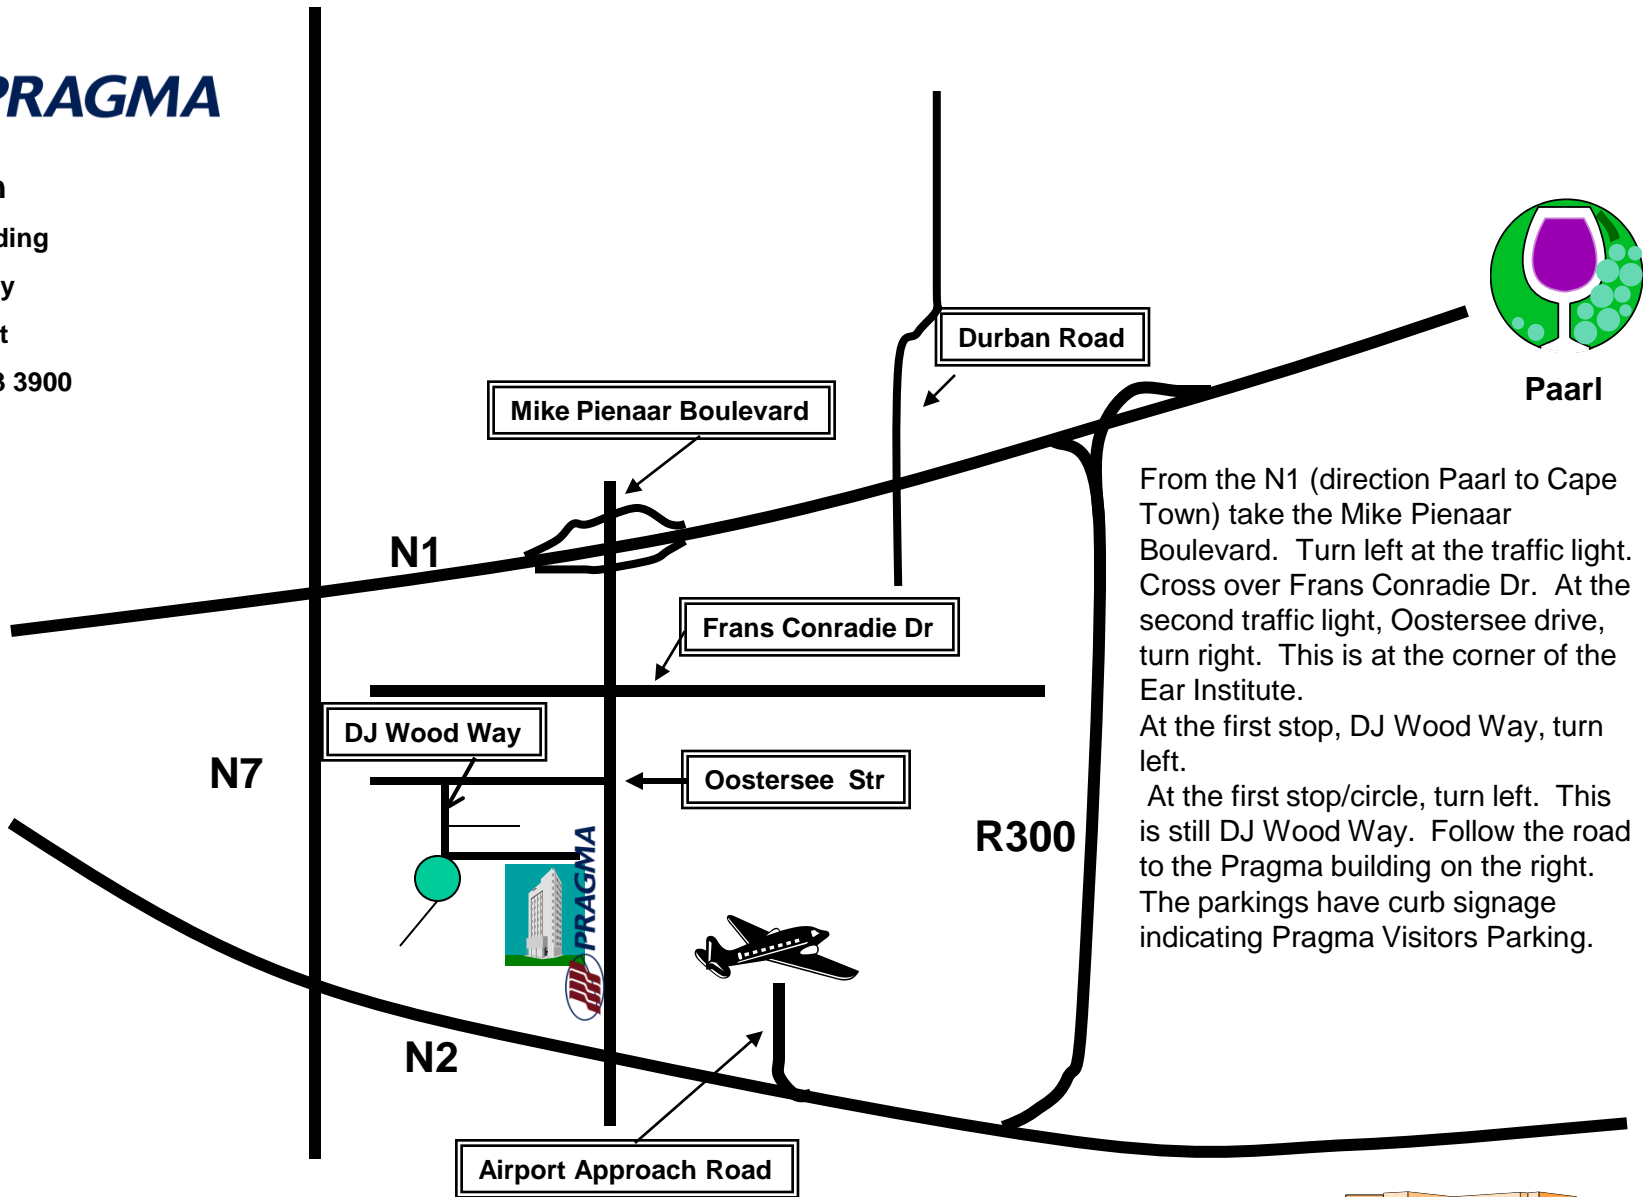 PRAGMA
3900
Durban Road
Mike Pienaar Boulevard
Paarl
N1
Frans Conradie Dr
DJ Wood Way
N7
Oostersee Str
R300
PRAGMA
N2
Airport Approach Road
From the N1 (direction Paarl to Cape
Town) take the Mike Pienaar
Boulevard. Turn left at the traffic light.
Cross over Frans Conradie Dr. At the
second traffic light, Oostersee drive,
turn right. This is at the corner of the
Ear Institute.
At the first stop, DJ Wood Way, turn
left.
At the first stop/circle, turn left. This
is still DJ Wood Way. Follow the road
to the Pragma building on the right.
The parkings have curb signage
indicating Pragma Visitors Parking.